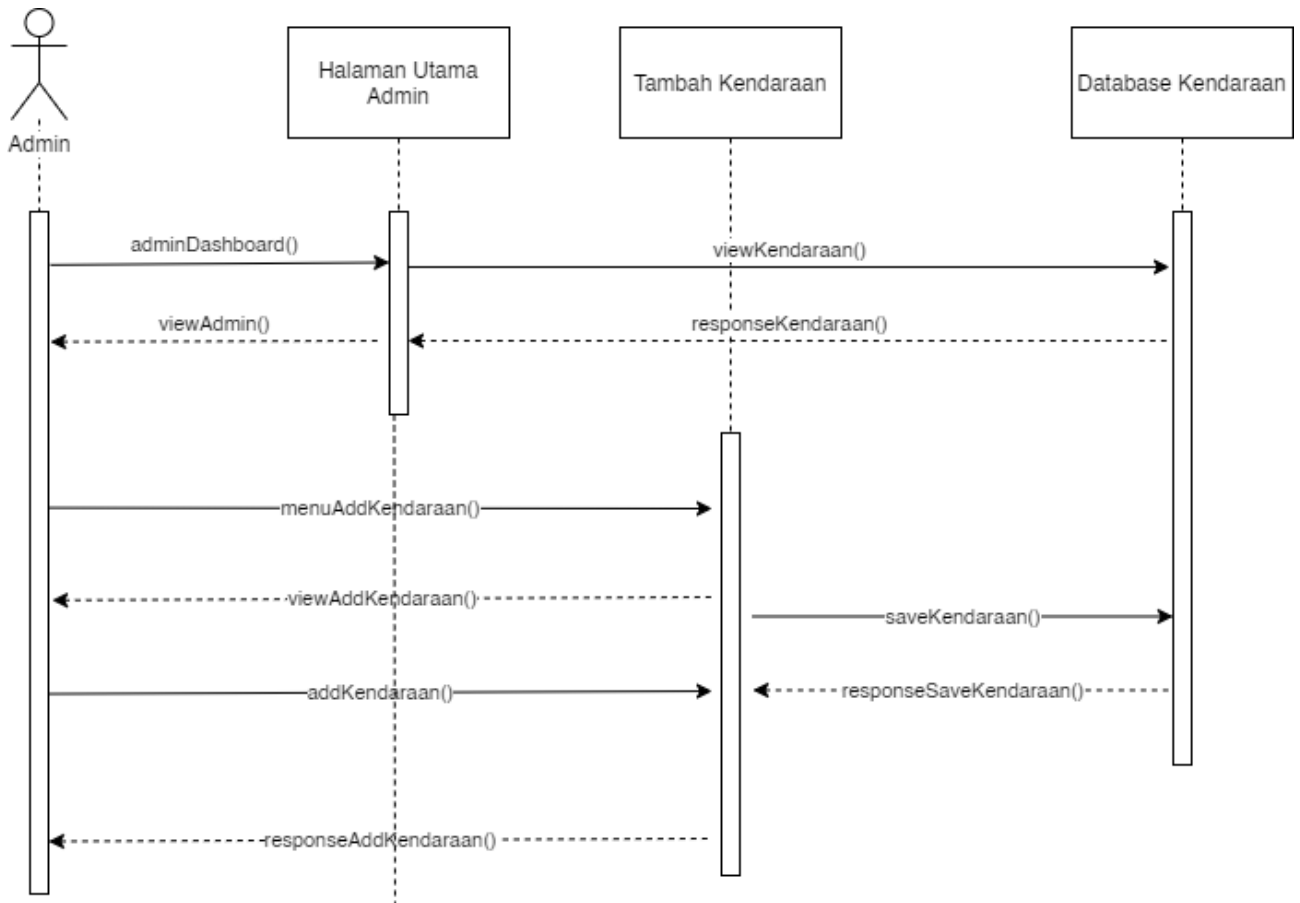 Admin
Halaman Utama
Admin
Tambah Kendaraan
Database Kendaraan
adminDashboard()
viewKendaraan()
viewAdmin()
responseKendaraan()
menuAddKendaraan()
viewAddKendaraan()
saveKendaraan()
addKendaraan()
responseSaveKendaraan()
responseAddKendaraan()